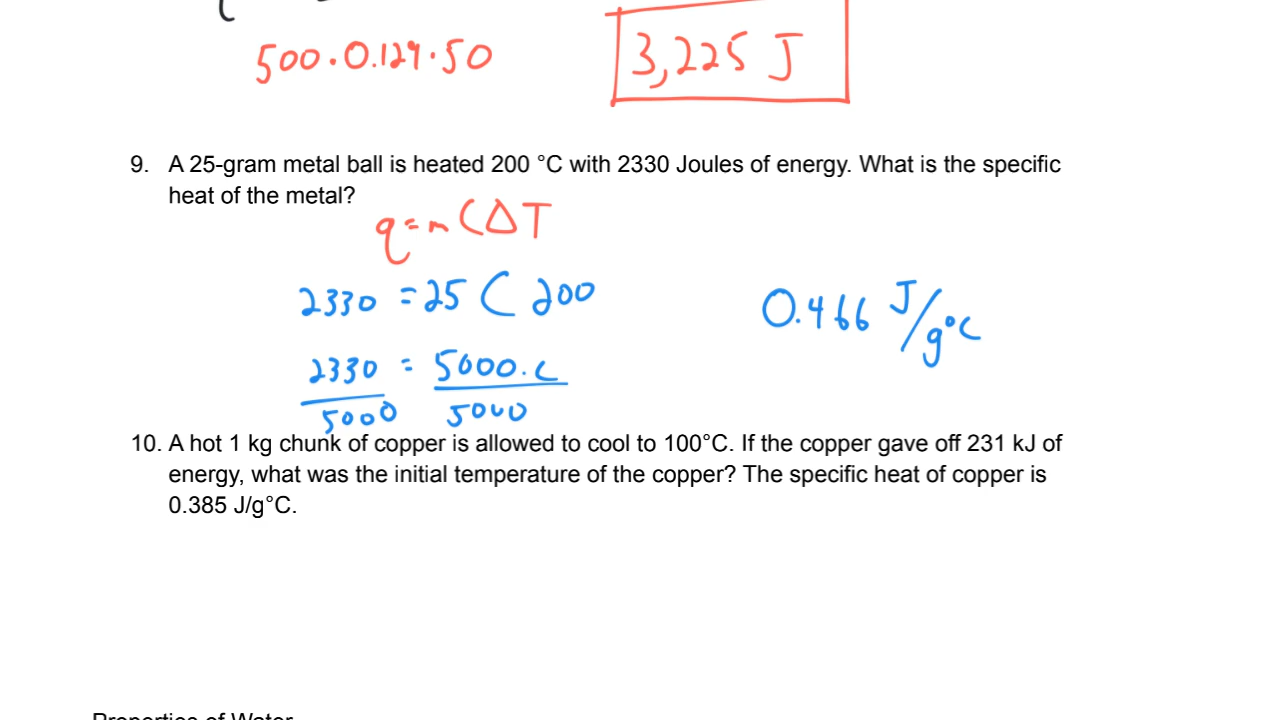 500·0.129·50
3,225 J
9. A 25-gram metal ball is heated 200 °C with 2330 Joules of energy. What is the specific
heat of the metal?
q=mCΔT
2330 = 25 C 200
0.466 J/g°C
2330 = 5000·C
5000 5000
10. A hot 1 kg chunk of copper is allowed to cool to 100°C. If the copper gave off 231 kJ of
energy, what was the initial temperature of the copper? The specific heat of copper is
0.385 J/g°C.
Properties of Water